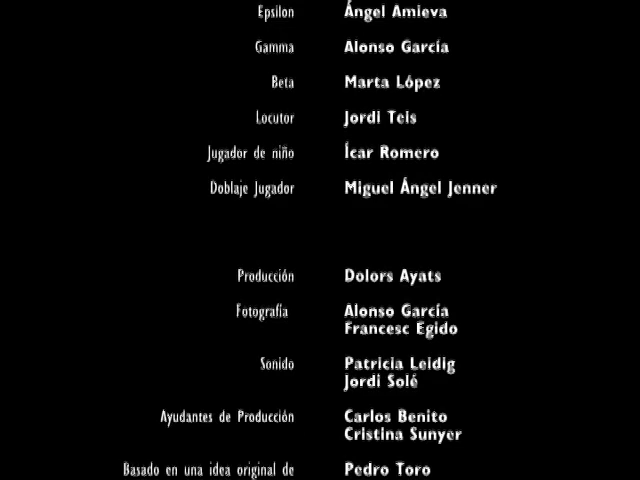 Epsilon Ángel Amieva
Gamma Alonso García
Beta Marta López
Locutor Jordi Teis
Jugador de niño Ícar Romero
Doblaje Jugador Miguel Ángel Jenner
Producción Dolors Ayats
Fotografía Alonso García
Francesc Egido
Sonido Patricia Leidig
Jordi Solé
Ayudantes de Producción Carlos Benito
Cristina Sunyer
Basado en una idea original de Pedro Toro